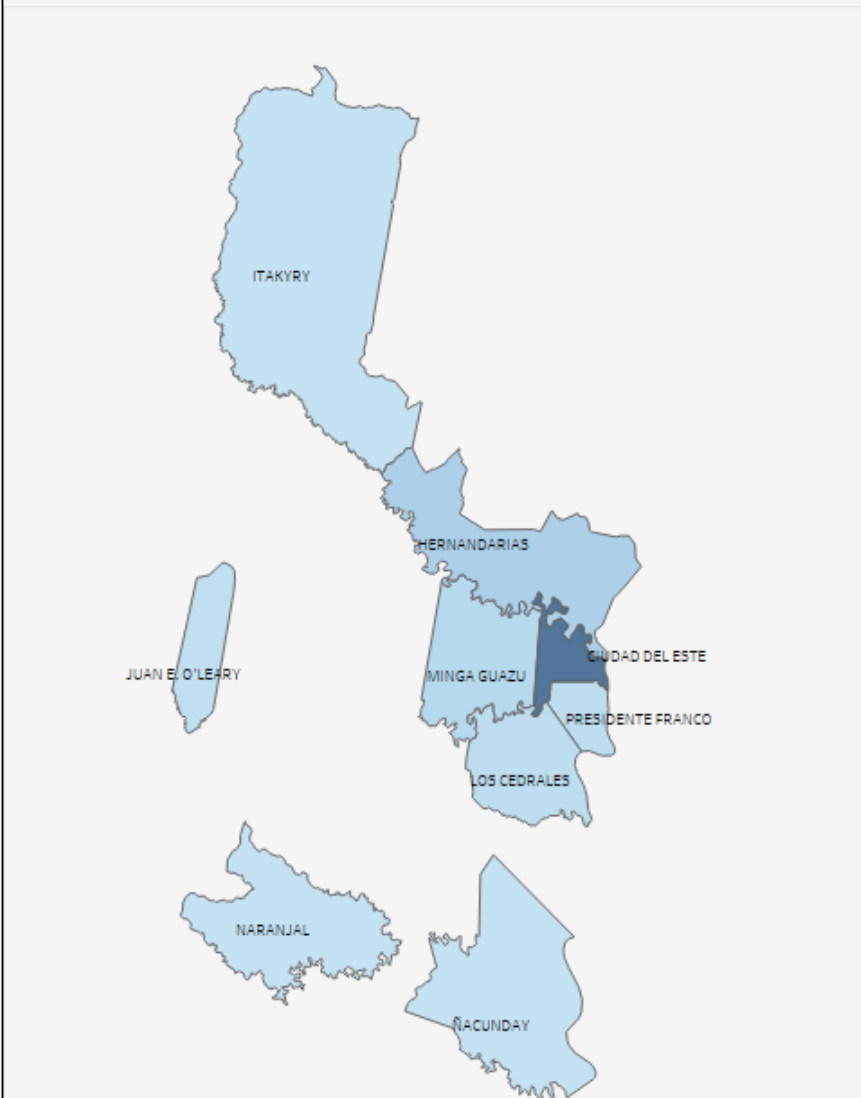 ITAKYRY
HERNANDARIAS
CIUDAD DEL ESTE
JUAN E. O'LEARY
MINGA GUAZU
PRESIDENTE FRANCO
LOS CEDRALES
NARANJAL
ÑACUNDAY